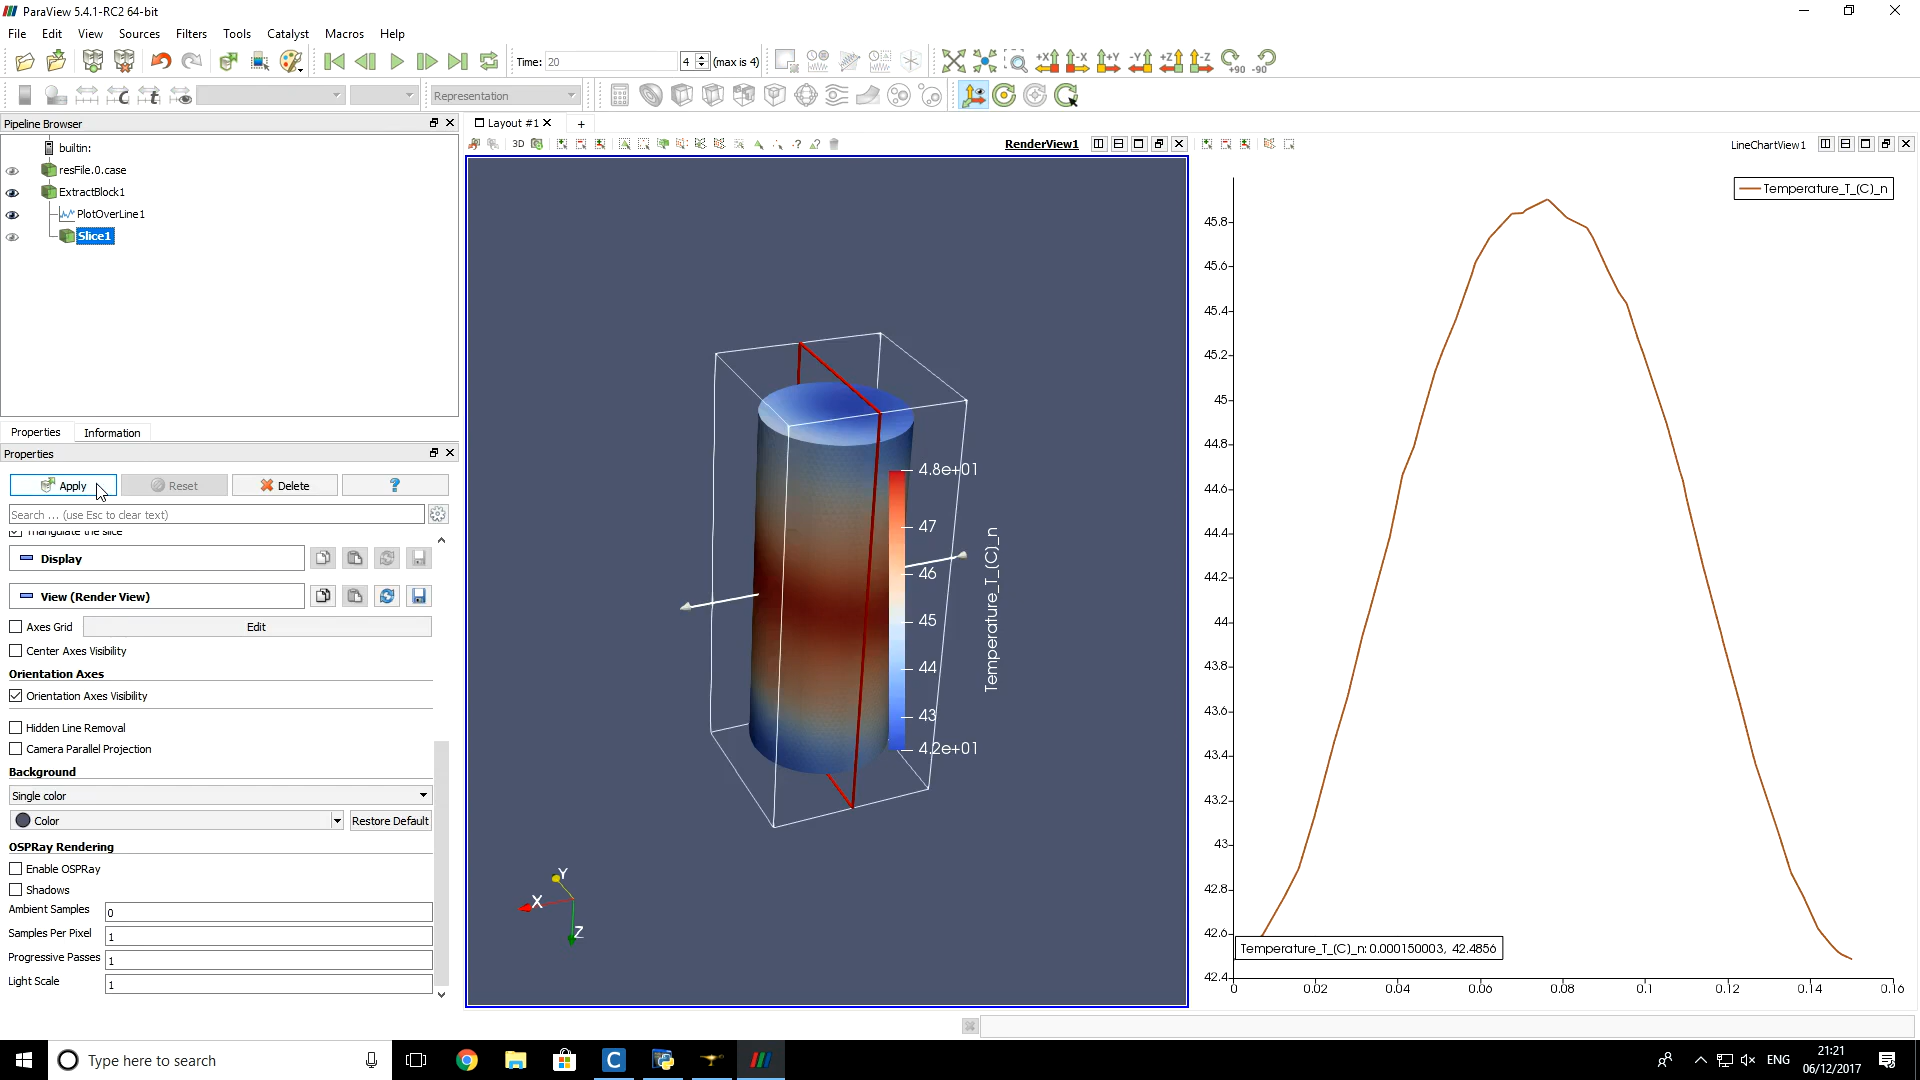 ParaView 5.4.1-RC2 64-bit
File Edit View Sources Filters Tools Catalyst Macros Help
Time: 20 4 (max is 4) +X -X +Y -Y +Z -Z +90 -90
Representation
Pipeline Browser
Layout #1
+
builtin:
3D
RenderView1
LineChartView1
resFile.0.case
ExtractBlock1
PlotOverLine1
Slice1
Properties Information
Properties
Apply Reset Delete ?
Search ... (use Esc to clear text)
Triangulate the slice
Display
View (Render View)
Axes Grid Edit
Center Axes Visibility
Orientation Axes
Orientation Axes Visibility
Hidden Line Removal
Camera Parallel Projection
Background
Single color
Color Restore Default
OSPRay Rendering
Enable OSPRay
Shadows
Ambient Samples 0
Samples Per Pixel 1
Progressive Passes 1
Light Scale 1
4.8e+01
47
46
45
44
43
4.2e+01
Temperature_T_(C)_n
X
Y
Z
Temperature_T_(C)_n
45.8
45.6
45.4
45.2
45
44.8
44.6
44.4
44.2
44
43.8
43.6
43.4
43.2
43
42.8
42.6
42.4
Temperature_T_(C)_n: 0.000150003, 42.4856
0 0.02 0.04 0.06 0.08 0.1 0.12 0.14 0.16
Type here to search
ENG
21:21
06/12/2017